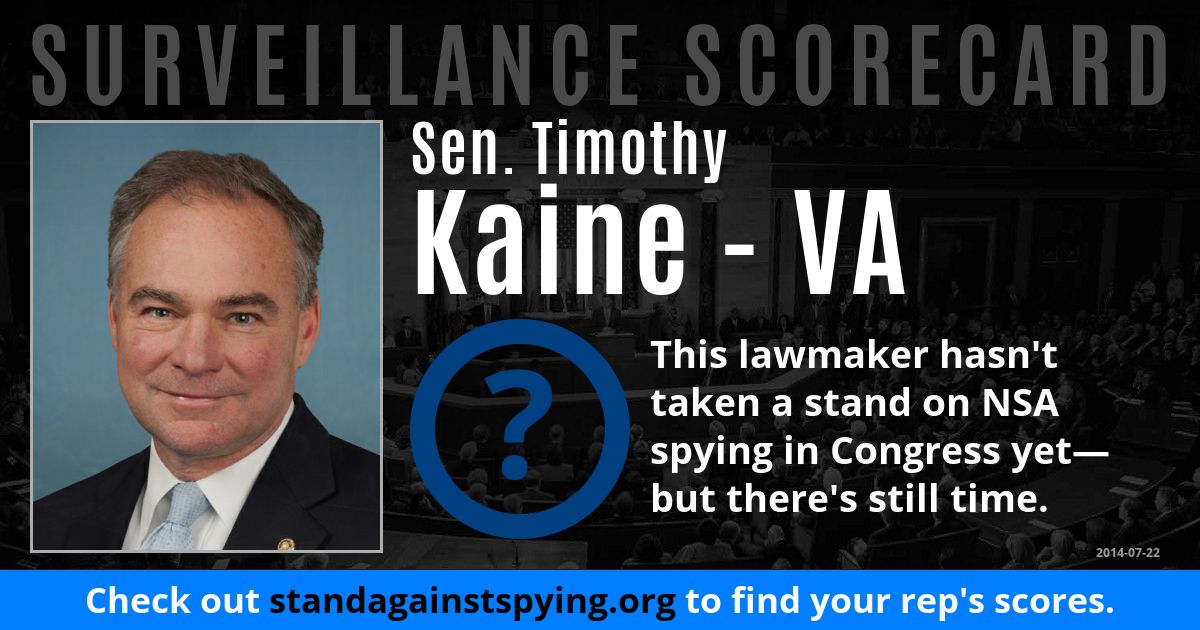 SURVEILLANCE SCORECARD
Sen. Timothy
Kaine - VA
?
This lawmaker hasn't
taken a stand on NSA
spying in Congress yet—
but there's still time.
2014-07-22
Check out standagainstspying.org to find your rep's scores.